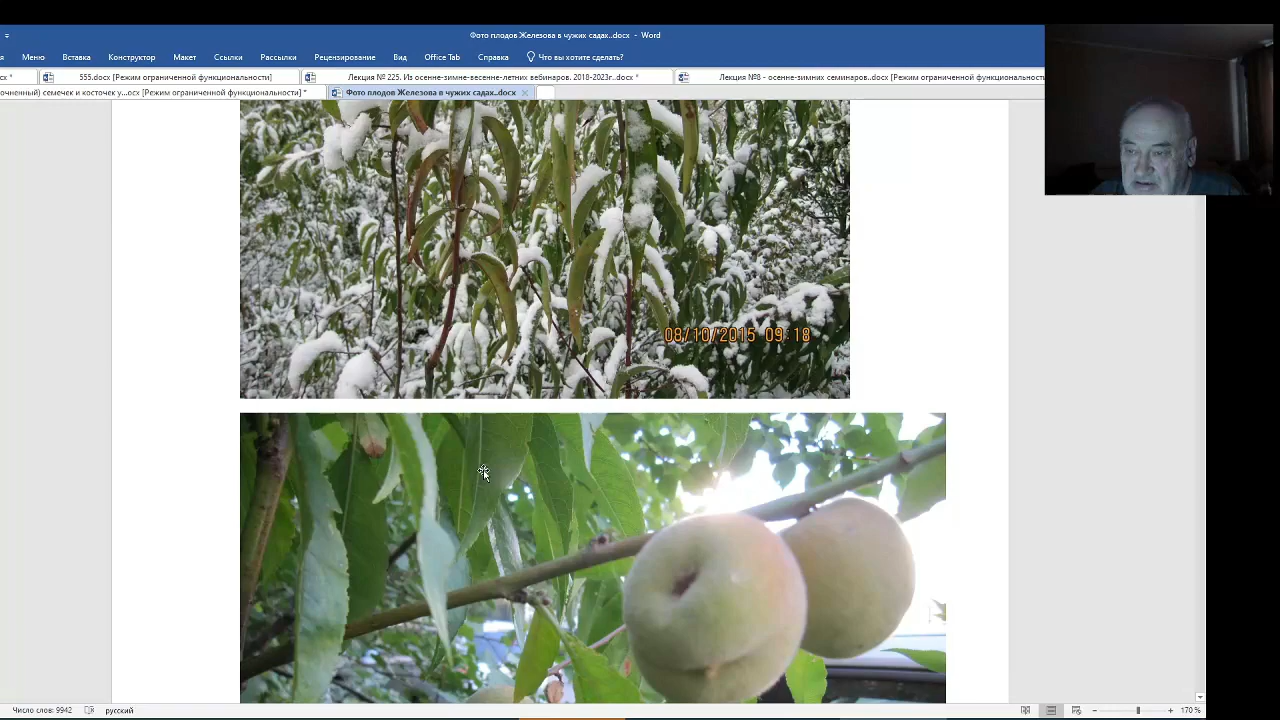 Фото плодов Железова в чужих садах..docx - Word
Меню Вставка Конструктор Макет Ссылки Рассылки Рецензирование Вид Office Tab Справка Что вы хотите сделать?
сх * 555.docx [Режим ограниченной функциональности] Лекция № 225. Из осенне-зимне-весенне-летних вебинаров. 2018-2023г..docx * Лекция №8 - осенне-зимних семинаров..docx [Режим ограниченной функциональности
оченный) семечек и косточек у...ocx [Режим ограниченной функциональности] * Фото плодов Железова в чужих садах..docx
08/10/2015 09:18
Число слов: 9942 русский 170 %